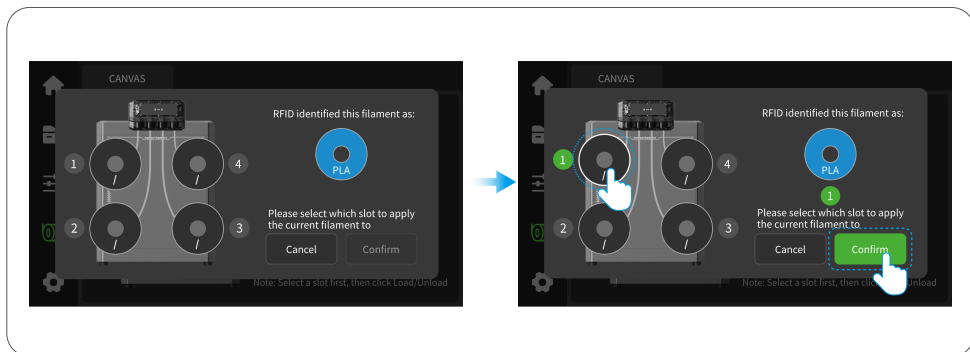 CANVAS
RFID identified this filament as:
1
4
PLA
2
3
Please select which slot to apply
the current filament to
Cancel
Confirm
Note: Select a slot first, then click Load/Unload
CANVAS
RFID identified this filament as:
1
4
PLA
1
2
3
Please select which slot to apply
the current filament to
Cancel
Confirm
Note: Select a slot first, then click Unload